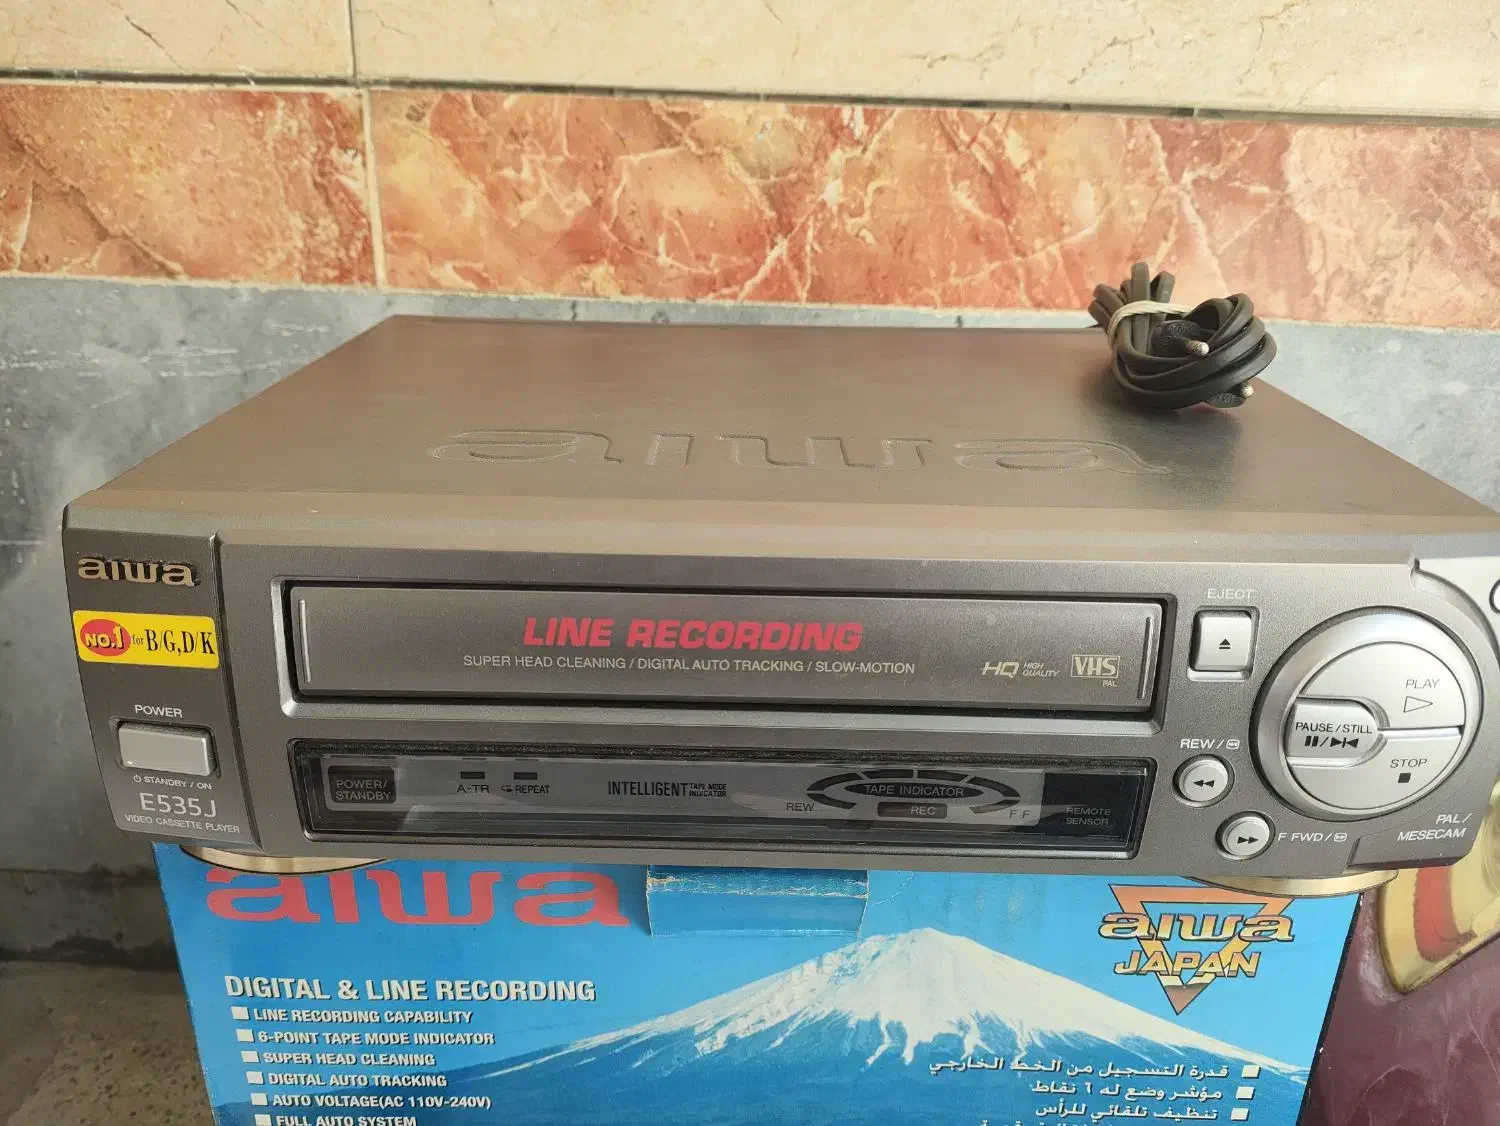 aiwa
aiwa
NO.1 for B/G,D/K
POWER
STANDBY / ON
E535J
VIDEO CASSETTE PLAYER
LINE RECORDING
SUPER HEAD CLEANING / DIGITAL AUTO TRACKING / SLOW-MOTION
HQ HIGH QUALITY
VHS
PAL
EJECT
PLAY
PAUSE / STILL
STOP
REW /
F FWD /
PAL /
MESECAM
POWER/
STANDBY
A-TR
REPEAT
INTELLIGENT TAPE MODE INDICATOR
TAPE INDICATOR
REW
REC
F F
REMOTE
SENSOR
aiwa
aiwa
JAPAN
DIGITAL & LINE RECORDING
LINE RECORDING CAPABILITY
6-POINT TAPE MODE INDICATOR
SUPER HEAD CLEANING
DIGITAL AUTO TRACKING
AUTO VOLTAGE(AC 110V-240V)
FULL AUTO SYSTEM
قدرة التسجيل من الخط الخارجي
مؤشر وضع له ٦ نقاط
تنظيف تلقائي للرأس